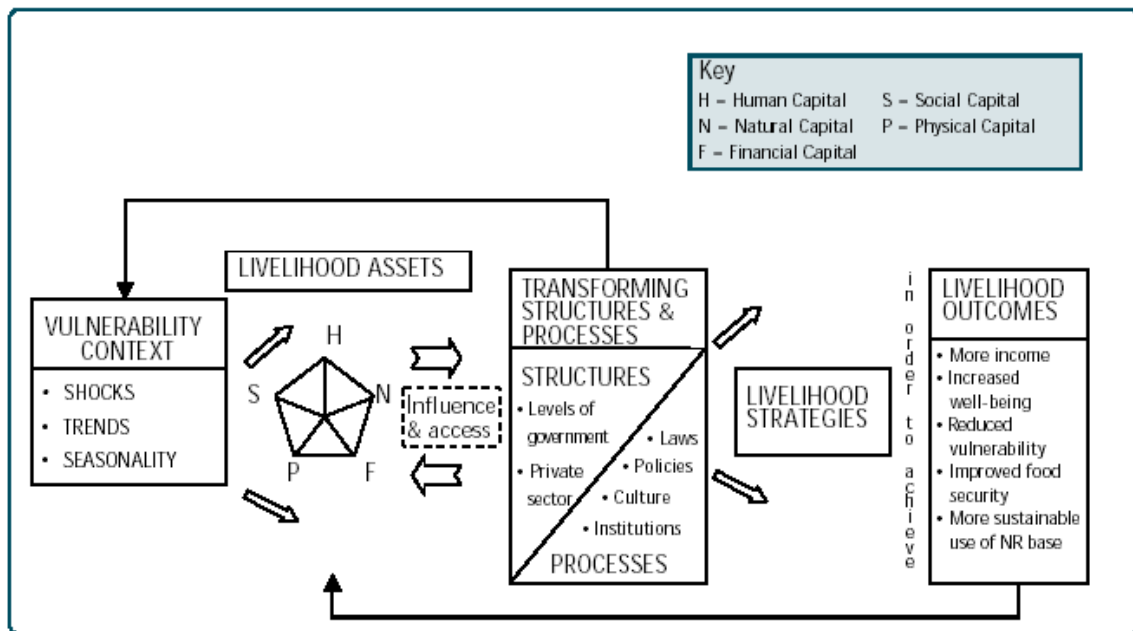 Key
H – Human Capital S – Social Capital
N – Natural Capital P – Physical Capital
F – Financial Capital
LIVELIHOOD ASSETS
VULNERABILITY
CONTEXT
• SHOCKS
• TRENDS
• SEASONALITY
H
S
N
P
F
Influence
& access
TRANSFORMING
STRUCTURES &
PROCESSES
STRUCTURES
• Levels of
government
• Private
sector
• Laws
• Policies
• Culture
• Institutions
PROCESSES
LIVELIHOOD
STRATEGIES
in order to achieve
LIVELIHOOD
OUTCOMES
• More income
• Increased
well-being
• Reduced
vulnerability
• Improved food
security
• More sustainable
use of NR base